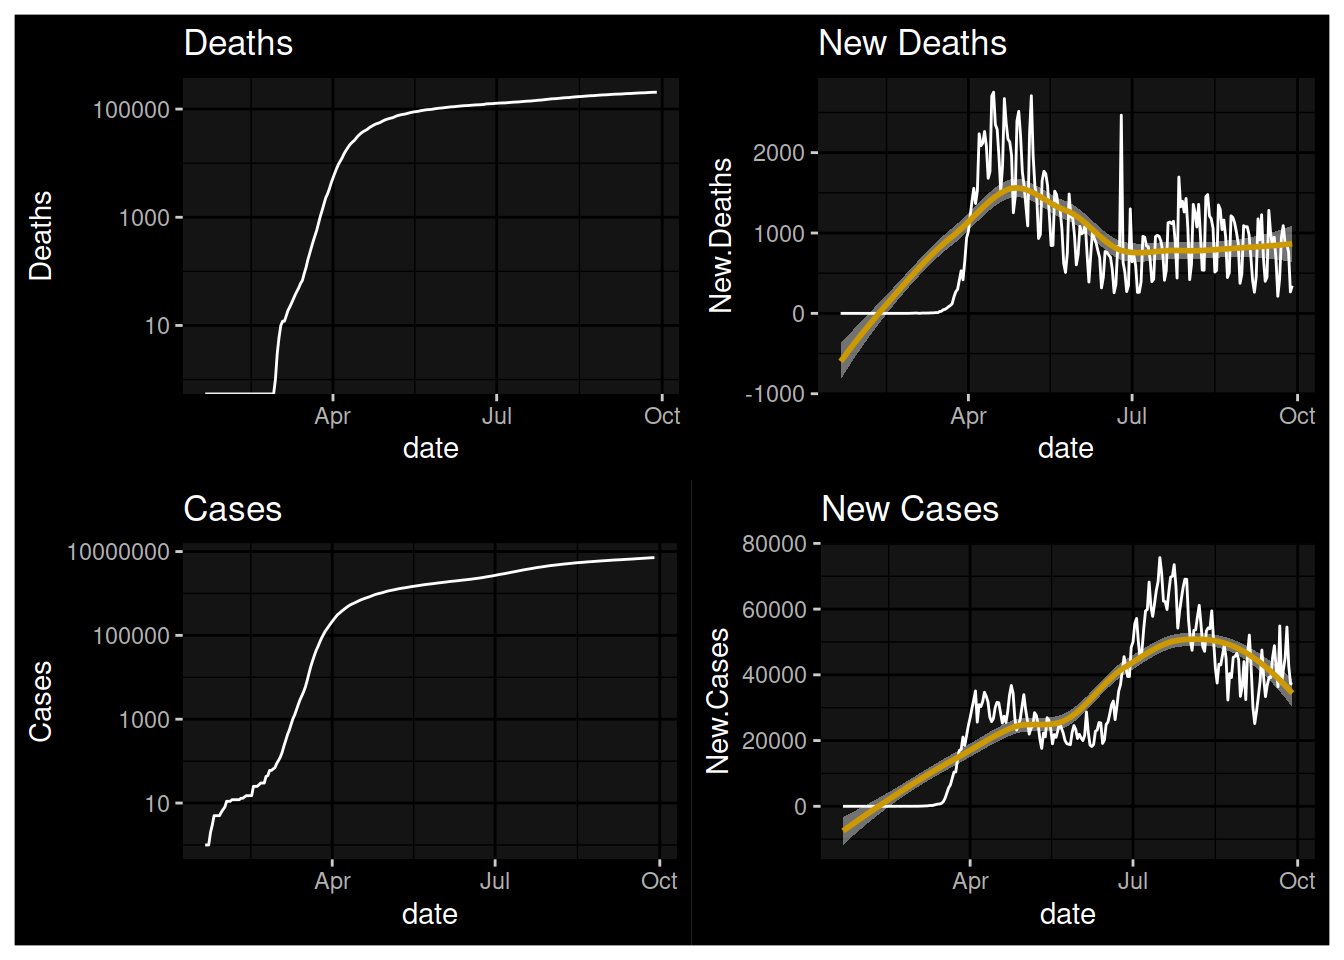 Deaths
Deaths
100000
1000
10
Apr Jul Oct
date
New Deaths
New.Deaths
2000
1000
0
-1000
Apr Jul Oct
date
Cases
Cases
10000000
100000
1000
10
Apr Jul Oct
date
New Cases
New.Cases
80000
60000
40000
20000
0
Apr Jul Oct
date